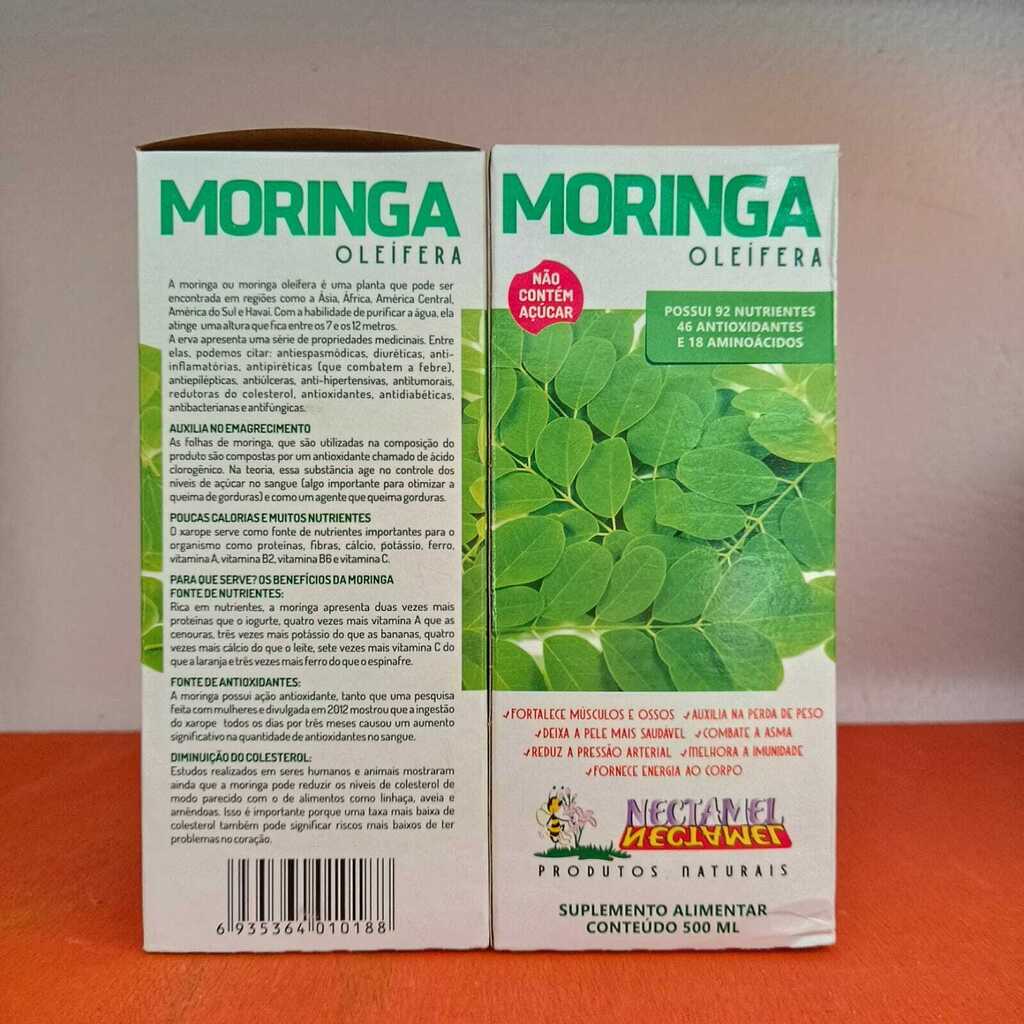 MORINGA
OLEÍFERA
A moringa ou moringa oleífera é uma planta que pode ser
encontrada em regiões como a Ásia, África, América Central,
América do Sul e Havaí. Com a habilidade de purificar a água, ela
atinge uma altura que fica entre os 7 e os 12 metros.
A erva apresenta uma série de propriedades medicinais. Entre
elas, podemos citar: antiespasmódicas, diuréticas, anti-
inflamatórias, antipiréticas (que combatem a febre),
antiepilépticas, antiúlceras, anti-hipertensivas, antitumorais,
redutoras do colesterol, antioxidantes, antidiabéticas,
antibacterianas e antifúngicas.
AUXILIA NO EMAGRECIMENTO
As folhas de moringa, que são utilizadas na composição do
produto são compostas por um antioxidante chamado de ácido
clorogênico. Na teoria, essa substância age no controle dos
níveis de açúcar no sangue (algo importante para otimizar a
queima de gorduras) e como um agente que queima gorduras.
POUCAS CALORIAS E MUITOS NUTRIENTES
O xarope serve como fonte de nutrientes importantes para o
organismo como proteínas, fibras, cálcio, potássio, ferro,
vitamina A, vitamina B2, vitamina B6 e vitamina C.
PARA QUE SERVE? OS BENEFÍCIOS DA MORINGA
FONTE DE NUTRIENTES:
Rica em nutrientes, a moringa apresenta duas vezes mais
proteínas que o iogurte, quatro vezes mais vitamina A que as
cenouras, três vezes mais potássio do que as bananas, quatro
vezes mais cálcio do que o leite, sete vezes mais vitamina C do
que a laranja e três vezes mais ferro do que o espinafre.
FONTE DE ANTIOXIDANTES:
A moringa possui ação antioxidante, tanto que uma pesquisa
feita com mulheres e divulgada em 2012 mostrou que a ingestão
do xarope todos os dias por três meses causou um aumento
significativo na quantidade de antioxidantes no sangue.
DIMINUIÇÃO DO COLESTEROL:
Estudos realizados em seres humanos e animais mostraram
ainda que a moringa pode reduzir os níveis de colesterol de
modo parecido com o de alimentos como linhaça, aveia e
amêndoas. Isso é importante porque uma taxa mais baixa de
colesterol também pode significar riscos mais baixos de ter
problemas no coração.
6 935364 010188
MORINGA
OLEÍFERA
NÃO
CONTÉM
AÇÚCAR
POSSUI 92 NUTRIENTES
46 ANTIOXIDANTES
E 18 AMINOÁCIDOS
✓FORTALECE MÚSCULOS E OSSOS ✓AUXILIA NA PERDA DE PESO
✓DEIXA A PELE MAIS SAUDÁVEL ✓COMBATE A ASMA
✓REDUZ A PRESSÃO ARTERIAL ✓MELHORA A IMUNIDADE
✓FORNECE ENERGIA AO CORPO
NECTAMEL
NECTAMEL
PRODUTOS NATURAIS
SUPLEMENTO ALIMENTAR
CONTEÚDO 500 ML